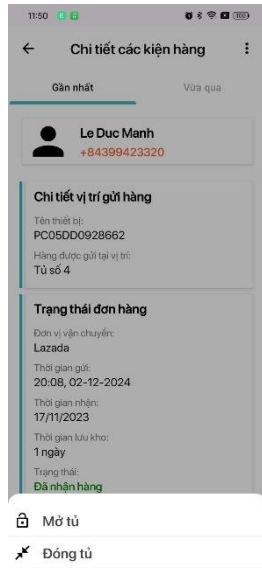 11:50
Chi tiết các kiện hàng
Gần nhất
Vừa qua
Le Duc Manh
+84399423320
Chi tiết vị trí gửi hàng
Tên thiết bị:
PC05DD0928662
Hàng được gửi tại vị trí:
Tủ số 4
Trạng thái đơn hàng
Đơn vị vận chuyển:
Lazada
Thời gian gửi:
20:08, 02-12-2024
Thời gian nhận:
17/11/2023
Thời gian lưu kho:
1 ngày
Trạng thái:
Đã nhận hàng
Mở tủ
Đóng tủ